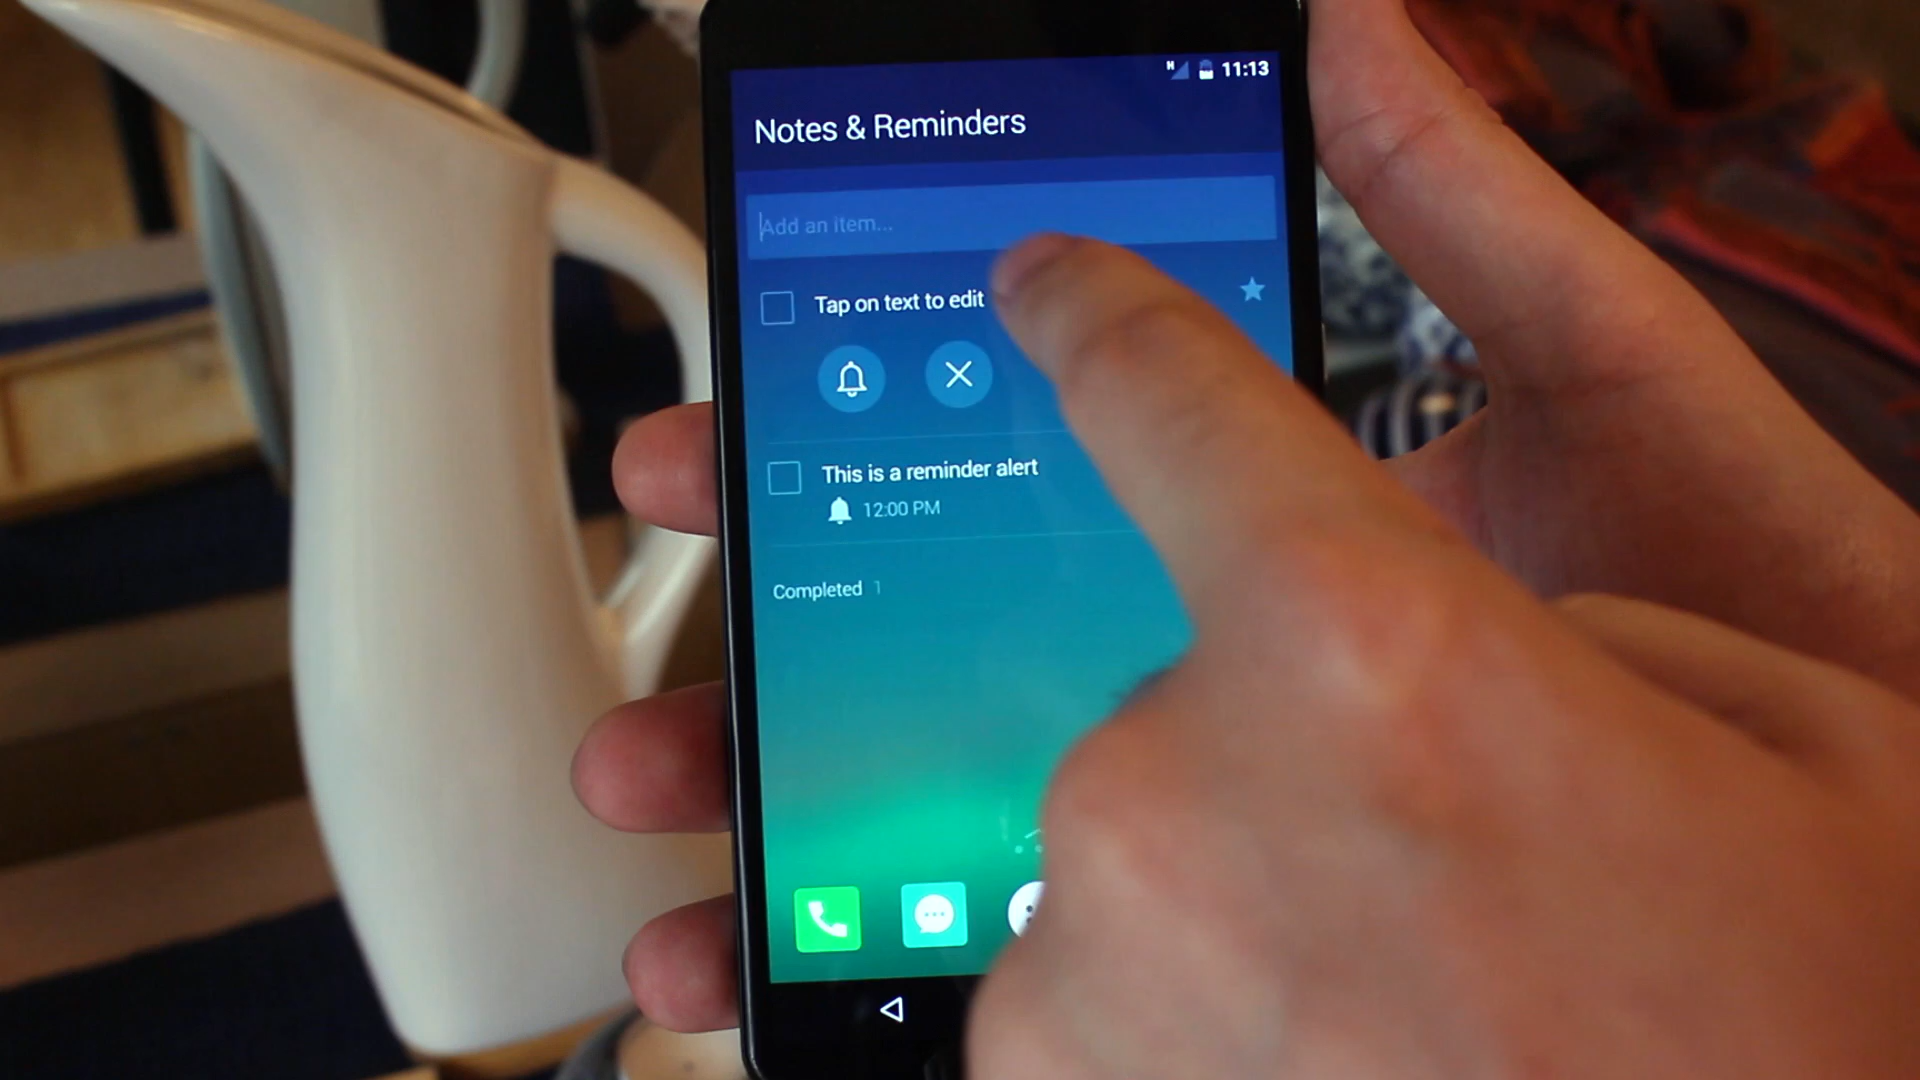 H 11:13
Notes & Reminders
Add an item...
Tap on text to edit
This is a reminder alert
12:00 PM
Completed 1